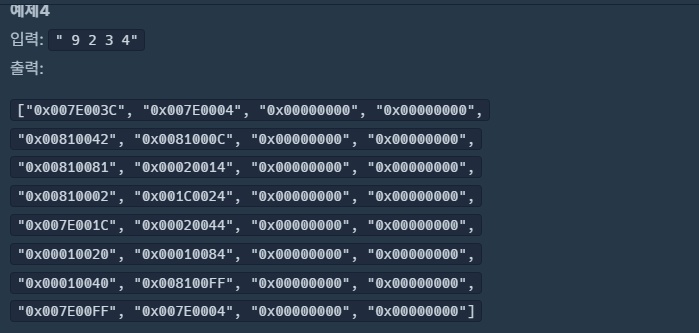 예제4
입력: " 9 2 3 4"
출력:
["0x007E003C", "0x007E0004", "0x00000000", "0x00000000",
"0x00810042", "0x0081000C", "0x00000000", "0x00000000",
"0x00810081", "0x00020014", "0x00000000", "0x00000000",
"0x00810002", "0x001C0024", "0x00000000", "0x00000000",
"0x007E001C", "0x00020044", "0x00000000", "0x00000000",
"0x00010020", "0x00010084", "0x00000000", "0x00000000",
"0x00010040", "0x008100FF", "0x00000000", "0x00000000",
"0x007E00FF", "0x007E0004", "0x00000000", "0x00000000"]